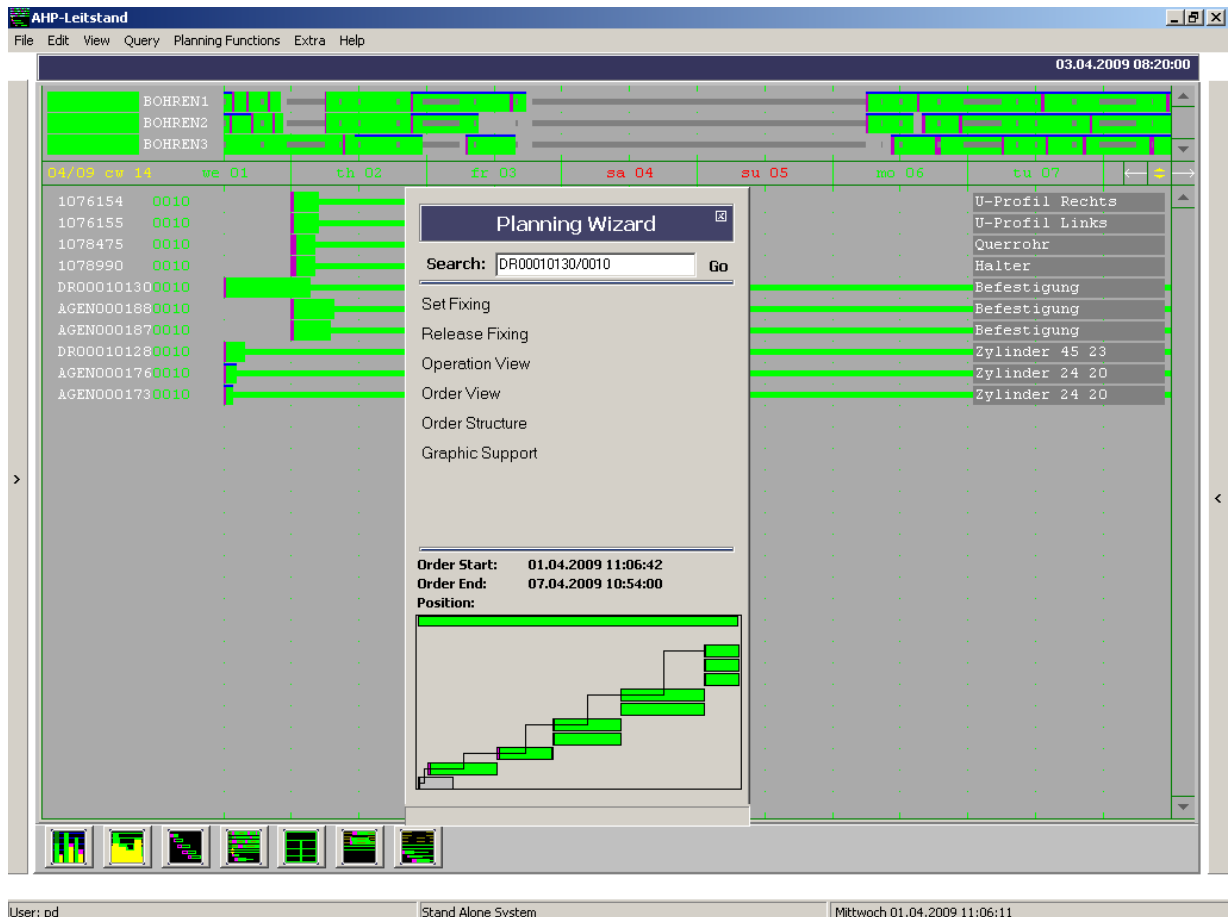 AHP-Leitstand
File Edit View Query Planning Functions Extra Help
03.04.2009 08:20:00
BOHREN1
BOHREN2
BOHREN3
04/09 cw 14 we 01 th 02 fr 03 sa 04 su 05 mo 06 tu 07
1076154 0010 U-Profil Rechts
1076155 0010 U-Profil Links
1078475 0010 Querrohr
1078990 0010 Halter
DR00010130 0010 Befestigung
AGEN000188 0010 Befestigung
AGEN000187 0010 Befestigung
DR00010128 0010 Zylinder 45 23
AGEN000176 0010 Zylinder 24 20
AGEN000173 0010 Zylinder 24 20
Planning Wizard
Search: DR00010130/0010 Go
Set Fixing
Release Fixing
Operation View
Order View
Order Structure
Graphic Support
Order Start: 01.04.2009 11:06:42
Order End: 07.04.2009 10:54:00
Position:
User: pd Stand Alone System Mittwoch 01.04.2009 11:06:11